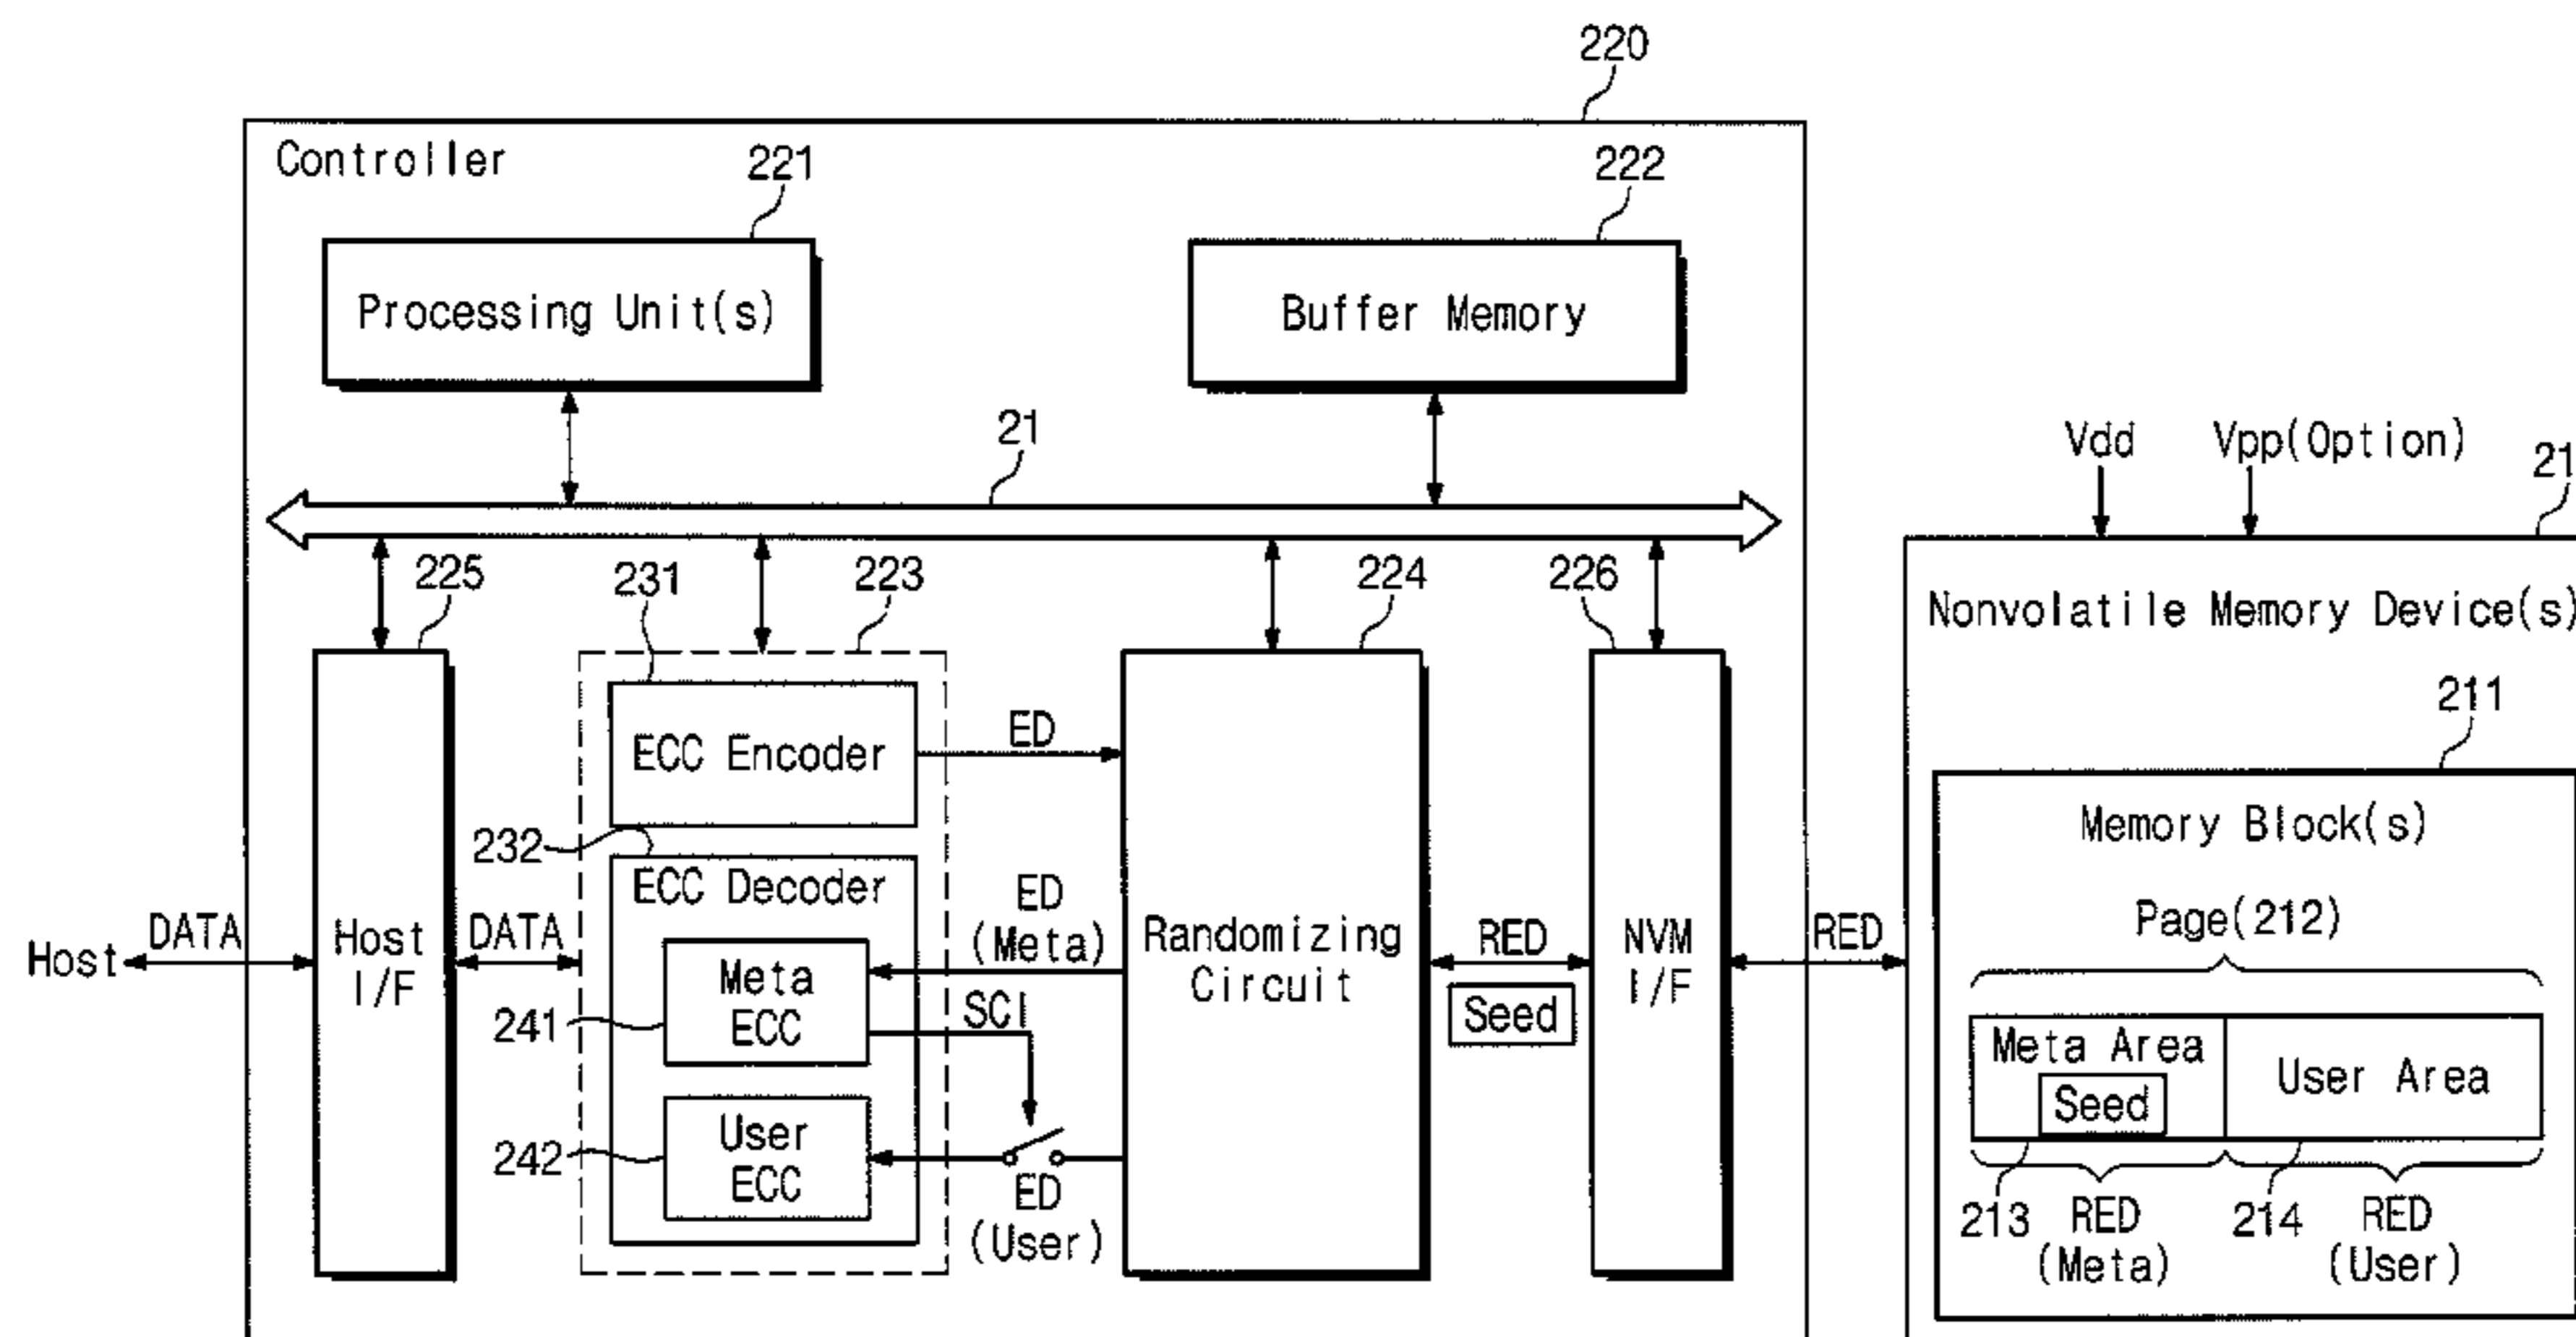 220
Controller
221
222
Processing Unit(s)
Buffer Memory
21
Vdd
Vpp(Option)
21
225
231
223
224
226
Nonvolatile Memory Device(s)
211
ECC Encoder
ED
Memory Block(s)
232
ECC Decoder
ED
(Meta)
Page(212)
Host
DATA
Host
I/F
DATA
Meta
ECC
241
SCI
Randomizing
Circuit
RED
Seed
NVM
I/F
RED
Meta Area
Seed
User Area
User
ECC
242
ED
(User)
213
RED
(Meta)
214
RED
(User)